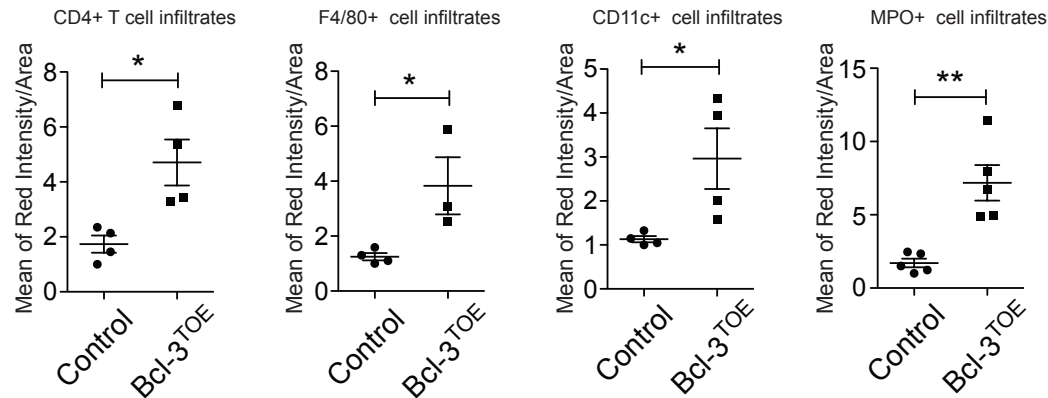 CD4+ T cell infiltrates
Mean of Red Intensity/Area
8
6
4
2
0
*
Control
Bcl-3TOE
F4/80+ cell infiltrates
Mean of Red Intensity/Area
8
6
4
2
0
*
Control
Bcl-3TOE
CD11c+ cell infiltrates
Mean of Red Intensity/Area
5
4
3
2
1
0
*
Control
Bcl-3TOE
MPO+ cell infiltrates
Mean of Red Intensity/Area
15
10
5
0
**
Control
Bcl-3TOE